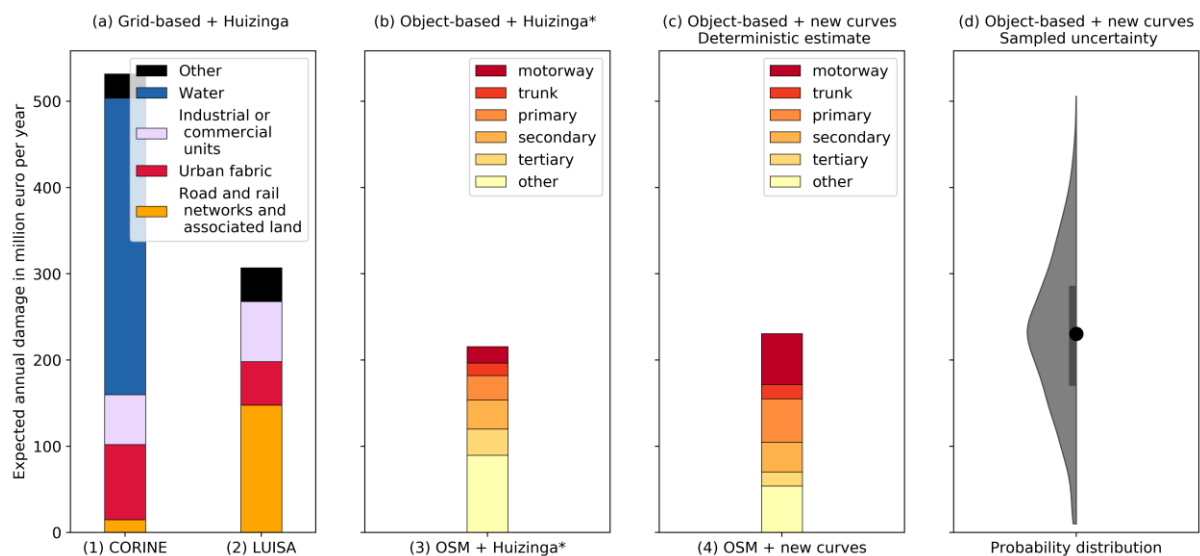 (a) Grid-based + Huizinga
(b) Object-based + Huizinga*
(c) Object-based + new curves
Deterministic estimate
(d) Object-based + new curves
Sampled uncertainty
Expected annual damage in million euro per year
500
400
300
200
100
0
Other
Water
Industrial or
commercial
units
Urban fabric
Road and rail
networks and
associated land
motorway
trunk
primary
secondary
tertiary
other
motorway
trunk
primary
secondary
tertiary
other
(1) CORINE
(2) LUISA
(3) OSM + Huizinga*
(4) OSM + new curves
Probability distribution